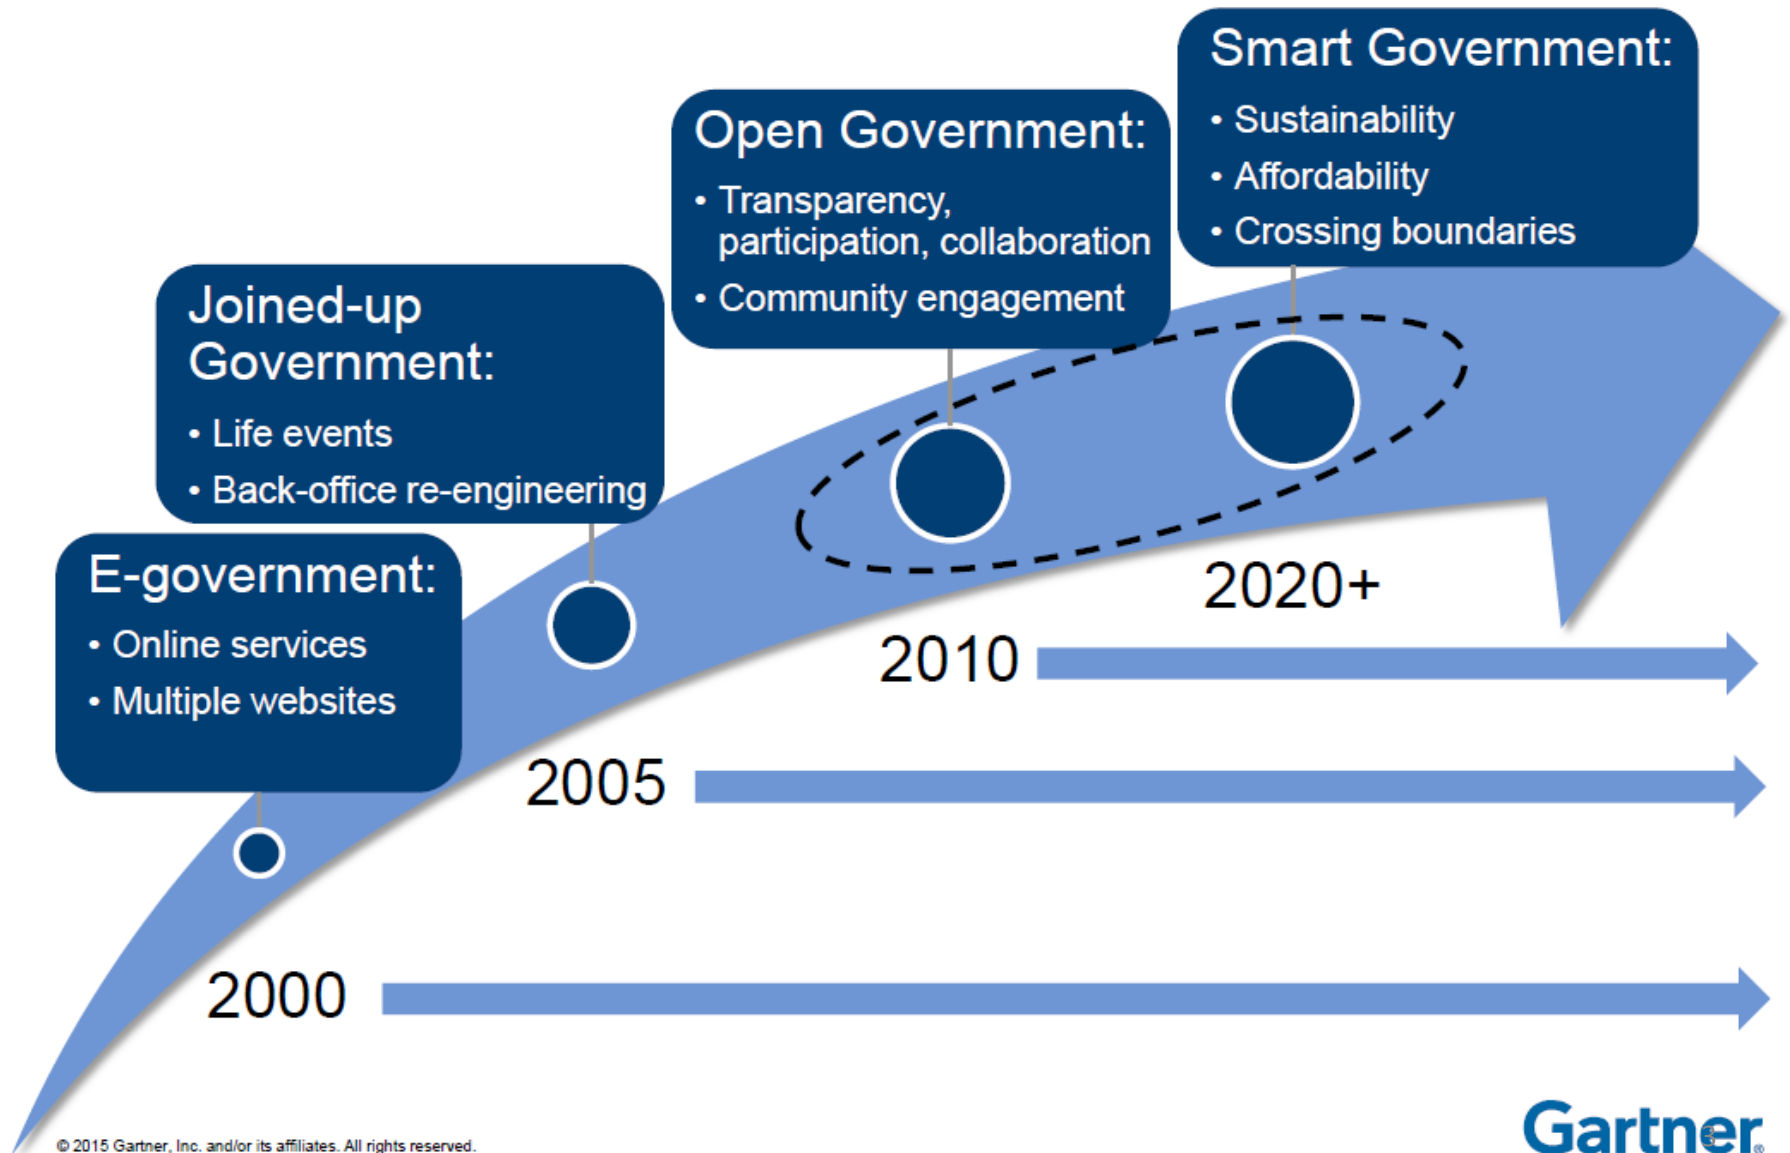 Smart Government:
• Sustainability
• Affordability
• Crossing boundaries
Open Government:
• Transparency,
participation, collaboration
• Community engagement
Joined-up
Government:
• Life events
• Back-office re-engineering
E-government:
• Online services
• Multiple websites
2020+
2010
2005
2000
© 2015 Gartner, Inc. and/or its affiliates. All rights reserved.
Gartner®
3